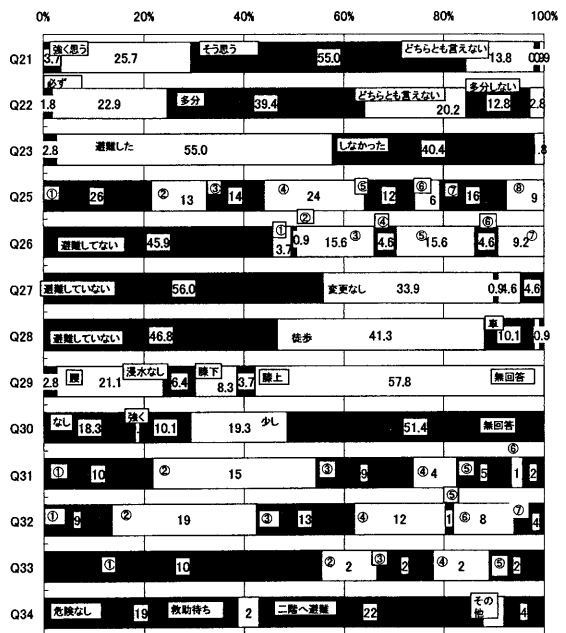 0% 20% 40% 60% 80% 100%
Q21 3.7 強く思う 25.7 そう思う 55.0 どちらとも言えない 13.8
Q22 必ず 1.8 22.9 多分 39.4 どちらとも言えない 20.2 多分しない 12.8 2.8
Q23 2.8 避難した 55.0 しなかった 40.4 .8
Q25 ① 26 ② 13 ③ 14 ④ 24 ⑤ 12 ⑥ 6 ⑦ 16 ⑧ 9
Q26 避難してない 45.9 ① 3.7 ② 0.9 15.6 ③ ④ 4.6 ⑤ 15.6 ⑥ 4.6 9.2 ⑦
Q27 避難していない 56.0 変更なし 33.9 0.9 4.6 4.6
Q28 避難していない 46.8 徒歩 41.3 車 10.1 0.9
Q29 2.8 腰 21.1 浸水なし 6.4 膝下 8.3 3.7 膝上 57.8 無回答
Q30 なし 18.3 強く 10.1 19.3 少し 51.4 無回答
Q31 ① 10 ② 15 ③ 9 ④ 4 ⑤ 5 ⑥ 1 2
Q32 ① 9 ② 19 ③ 13 ④ 12 ⑤ 1 ⑥ 8 ⑦ 4
Q33 ① 10 ② 2 ③ 2 ④ 2 ⑤ 2
Q34 危険なし 19 救助待ち 2 二階へ避難 22 その他 4